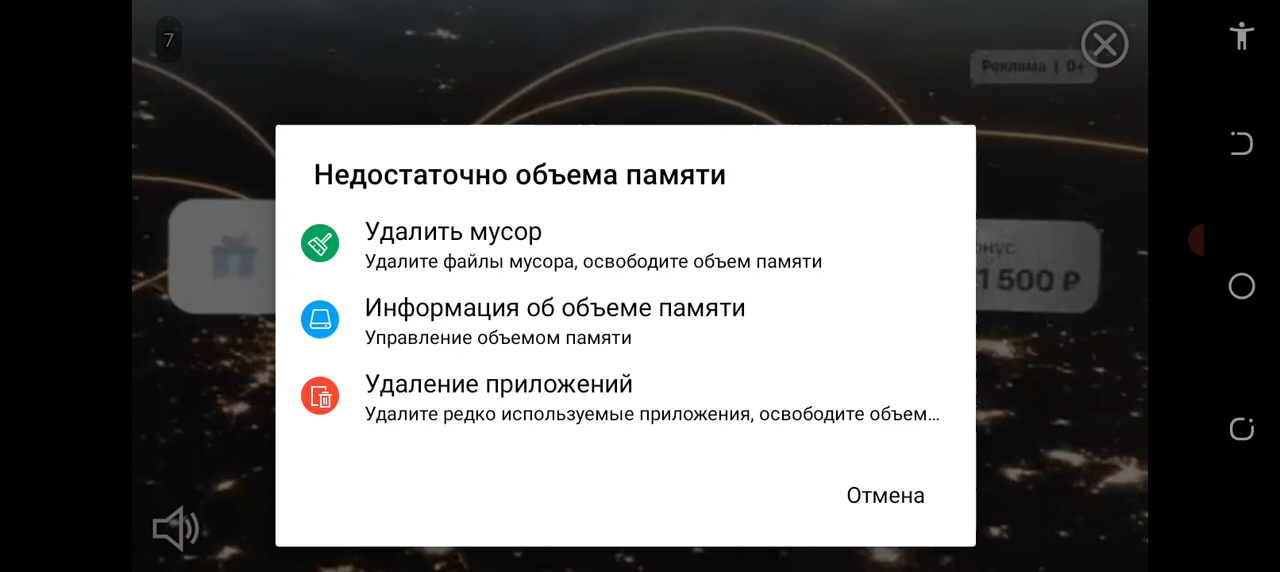 7
Реклама | 0+
Недостаточно объема памяти
Удалить мусор
Удалите файлы мусора, освободите объем памяти
Информация об объеме памяти
Управление объемом памяти
1 500 ₽
Удаление приложений
Удалите редко используемые приложения, освободите объем…
Отмена